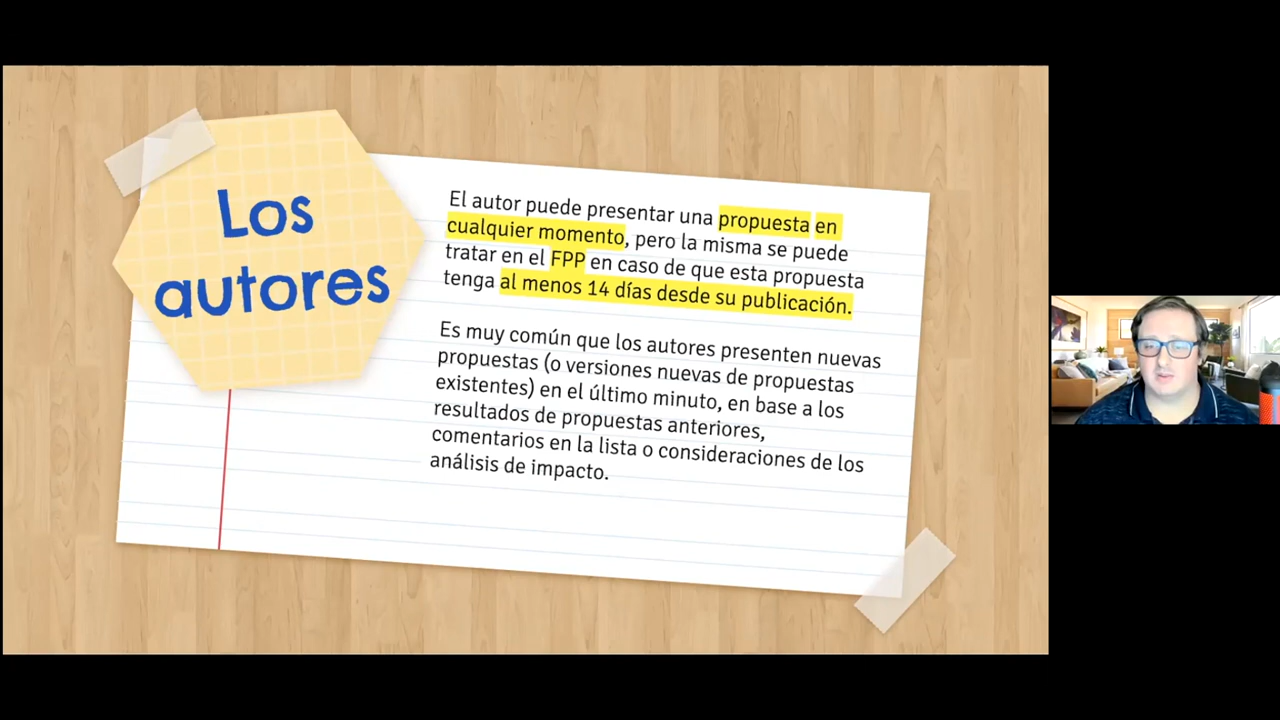 Los
autores
El autor puede presentar una propuesta en
cualquier momento, pero la misma se puede
tratar en el FPP en caso de que esta propuesta
tenga al menos 14 días desde su publicación.
Es muy común que los autores presenten nuevas
propuestas (o versiones nuevas de propuestas
existentes) en el último minuto, en base a los
resultados de propuestas anteriores,
comentarios en la lista o consideraciones de los
análisis de impacto.